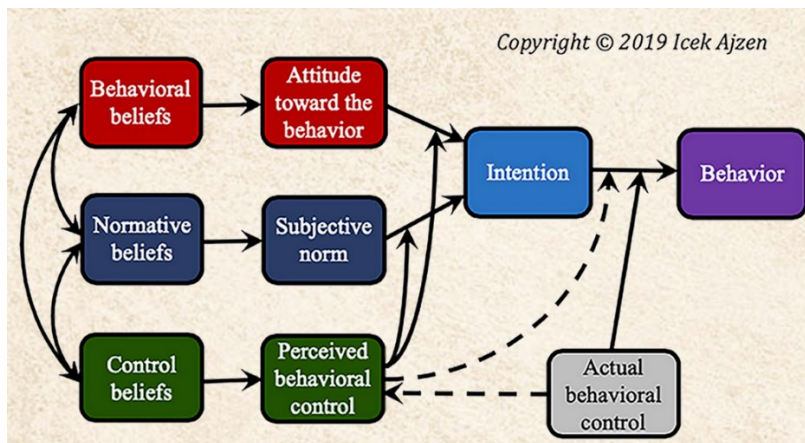 Copyright © 2019 Icek Ajzen
Behavioral
beliefs
Attitude
toward the
behavior
Intention
Behavior
Normative
beliefs
Subjective
norm
Control
beliefs
Perceived
behavioral
control
Actual
behavioral
control